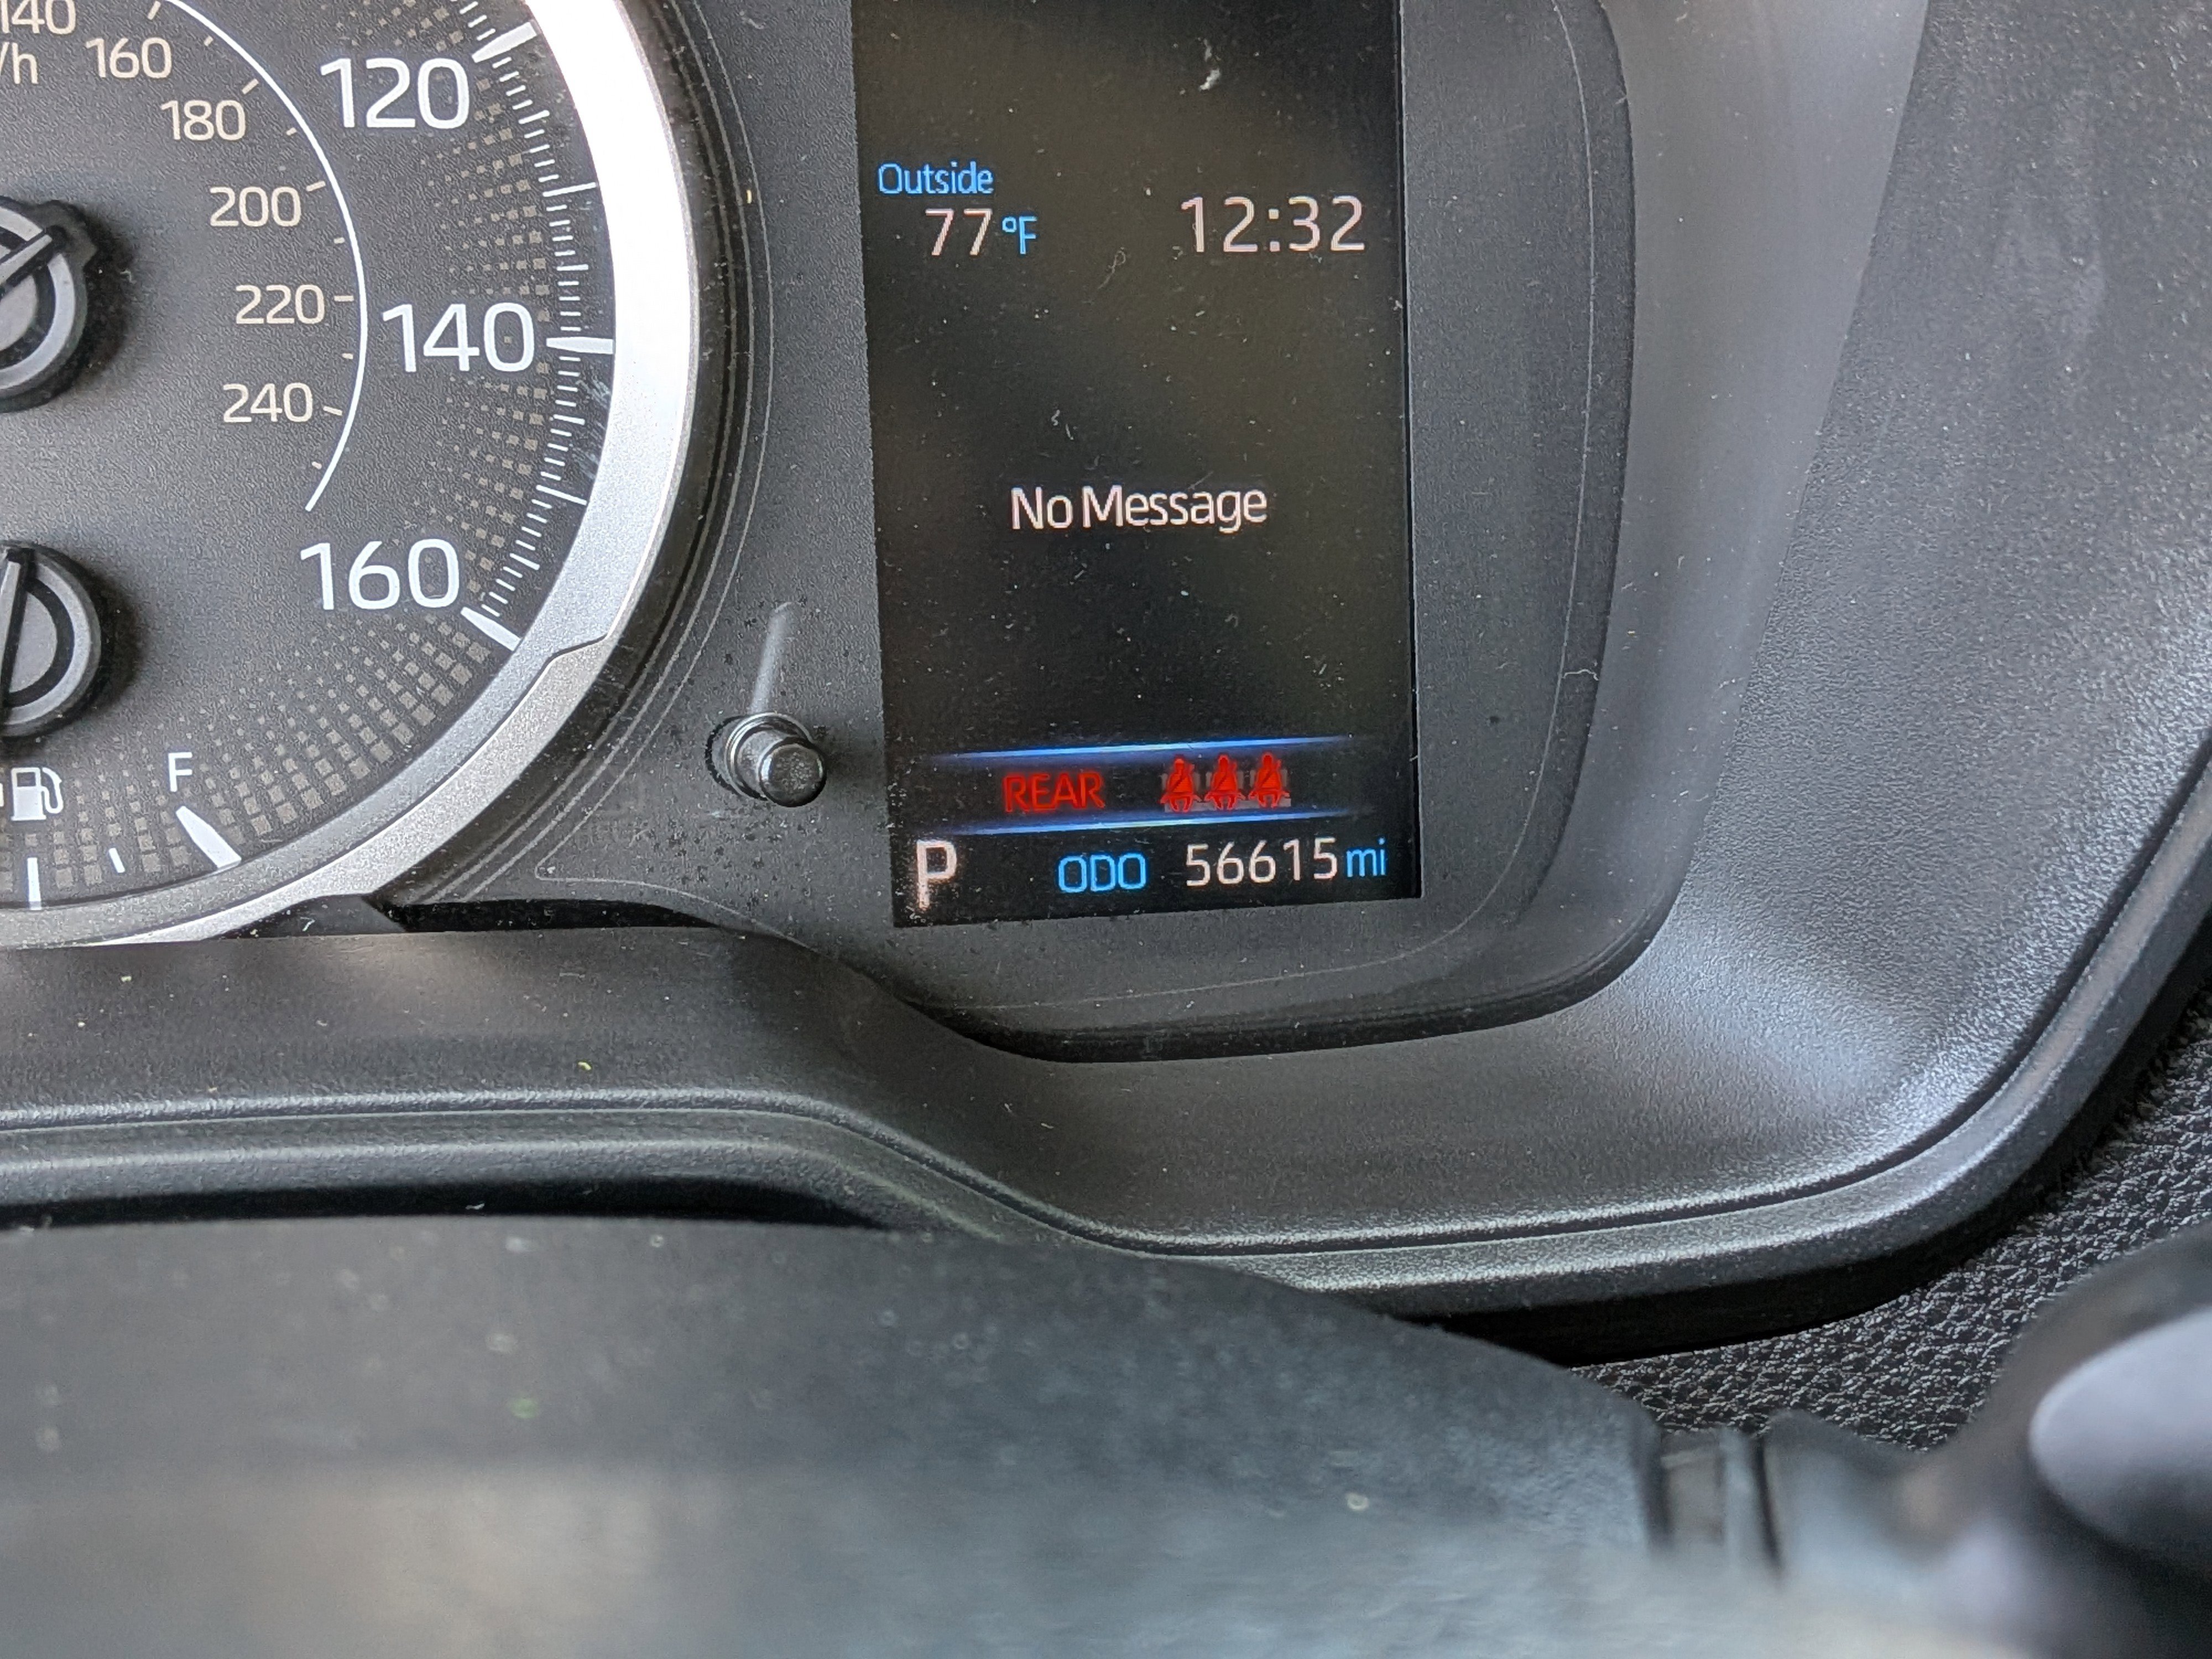 140
/h
160
180
200
220
240
120
140
160
F
Outside
77°F
12:32
No Message
REAR
P
ODO 56615 mi